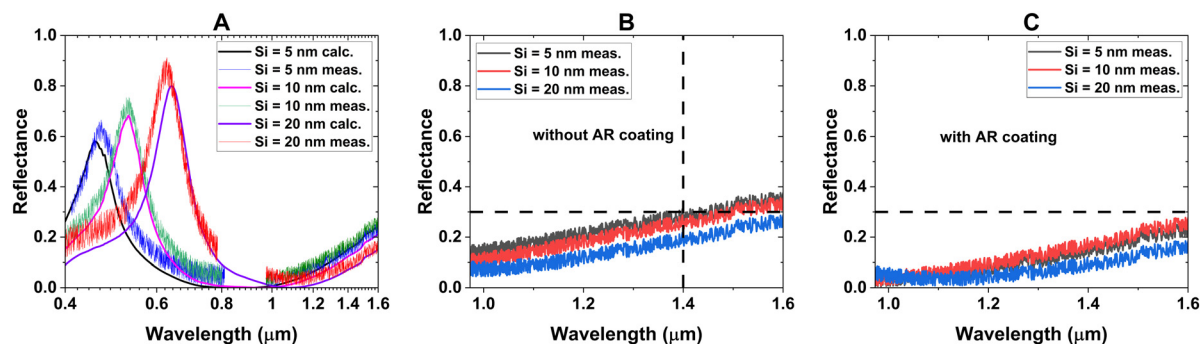 A
Reflectance
1.0
0.8
0.6
0.4
0.2
0.0
Si = 5 nm calc.
Si = 5 nm meas.
Si = 10 nm calc.
Si = 10 nm meas.
Si = 20 nm calc.
Si = 20 nm meas.
0.4 0.6 0.8 1 1.2 1.4 1.6
Wavelength (μm)
B
Reflectance
1.0
0.8
0.6
0.4
0.2
0.0
Si = 5 nm meas.
Si = 10 nm meas.
Si = 20 nm meas.
without AR coating
1.0 1.2 1.4 1.6
Wavelength (μm)
C
Reflectance
1.0
0.8
0.6
0.4
0.2
0.0
Si = 5 nm meas.
Si = 10 nm meas.
Si = 20 nm meas.
with AR coating
1.0 1.2 1.4 1.6
Wavelength (μm)